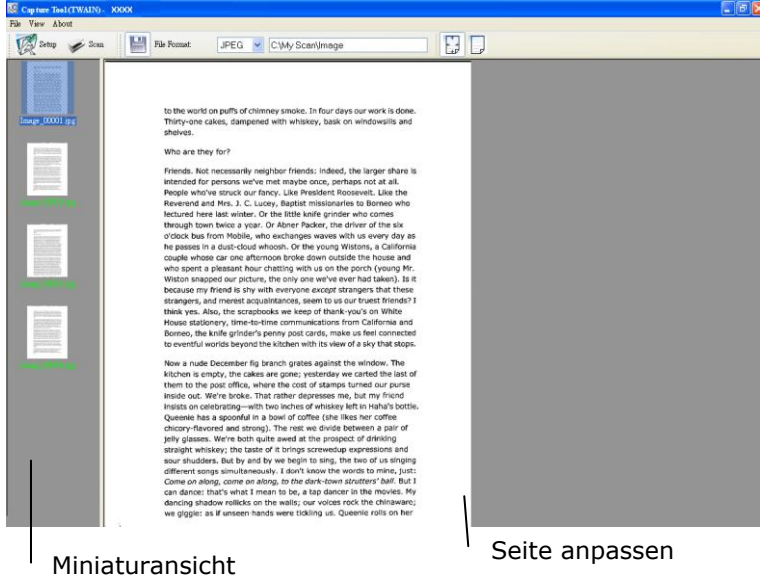 Capture Tool(TWAIN) - XXXX
File View About
Setup Scan File Format: JPEG C:\My Scan\Image
Image_00001.jpg
to the world on puffs of chimney smoke. In four days our work is done.
Thirty-one cakes, dampened with whiskey, bask on windowsills and
shelves.
Who are they for?
Friends. Not necessarily neighbor friends: indeed, the larger share is
intended for persons we've met maybe once, perhaps not at all.
People who've struck our fancy. Like President Roosevelt. Like the
Reverend and Mrs. J. C. Lucey, Baptist missionaries to Borneo who
lectured here last winter. Or the little knife grinder who comes
through town twice a year. Or Abner Packer, the driver of the six
o'clock bus from Mobile, who exchanges waves with us every day as
he passes in a dust-cloud whoosh. Or the young Wistons, a California
couple whose car one afternoon broke down outside the house and
who spent a pleasant hour chatting with us on the porch (young Mr.
Wiston snapped our picture, the only one we've ever had taken). Is it
because my friend is shy with everyone except strangers that these
strangers, and merest acquaintances, seem to us our truest friends? I
think yes. Also, the scrapbooks we keep of thank-you's on White
House stationery, time-to-time communications from California and
Borneo, the knife grinder's penny post cards, make us feel connected
to eventful worlds beyond the kitchen with its view of a sky that stops.
Now a nude December fig branch grates against the window. The
kitchen is empty, the cakes are gone; yesterday we carted the last of
them to the post office, where the cost of stamps turned our purse
inside out. We're broke. That rather depresses me, but my friend
insists on celebrating—with two inches of whiskey left in Haha's bottle.
Queenie has a spoonful in a bowl of coffee (she likes her coffee
chicory-flavored and strong). The rest we divide between a pair of
jelly glasses. We're both quite awed at the prospect of drinking
straight whiskey; the taste of it brings screwedup expressions and
sour shudders. But by and by we begin to sing, the two of us singing
different songs simultaneously. I don't know the words to mine, just:
Come on along, come on along, to the dark-town strutters' ball. But I
can dance: that's what I mean to be, a tap dancer in the movies. My
dancing shadow rollicks on the walls; our voices rock the chinaware;
we giggle: as if unseen hands were tickling us. Queenie rolls on her
Seite anpassen
Miniaturansicht